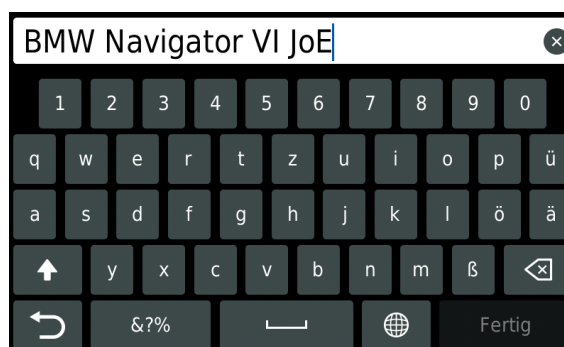 BMW Navigator VI JoE
1 2 3 4 5 6 7 8 9 0
q w e r t z u i o p ü
a s d f g h j k l ö ä
y x c v b n m ß
&?% Fertig